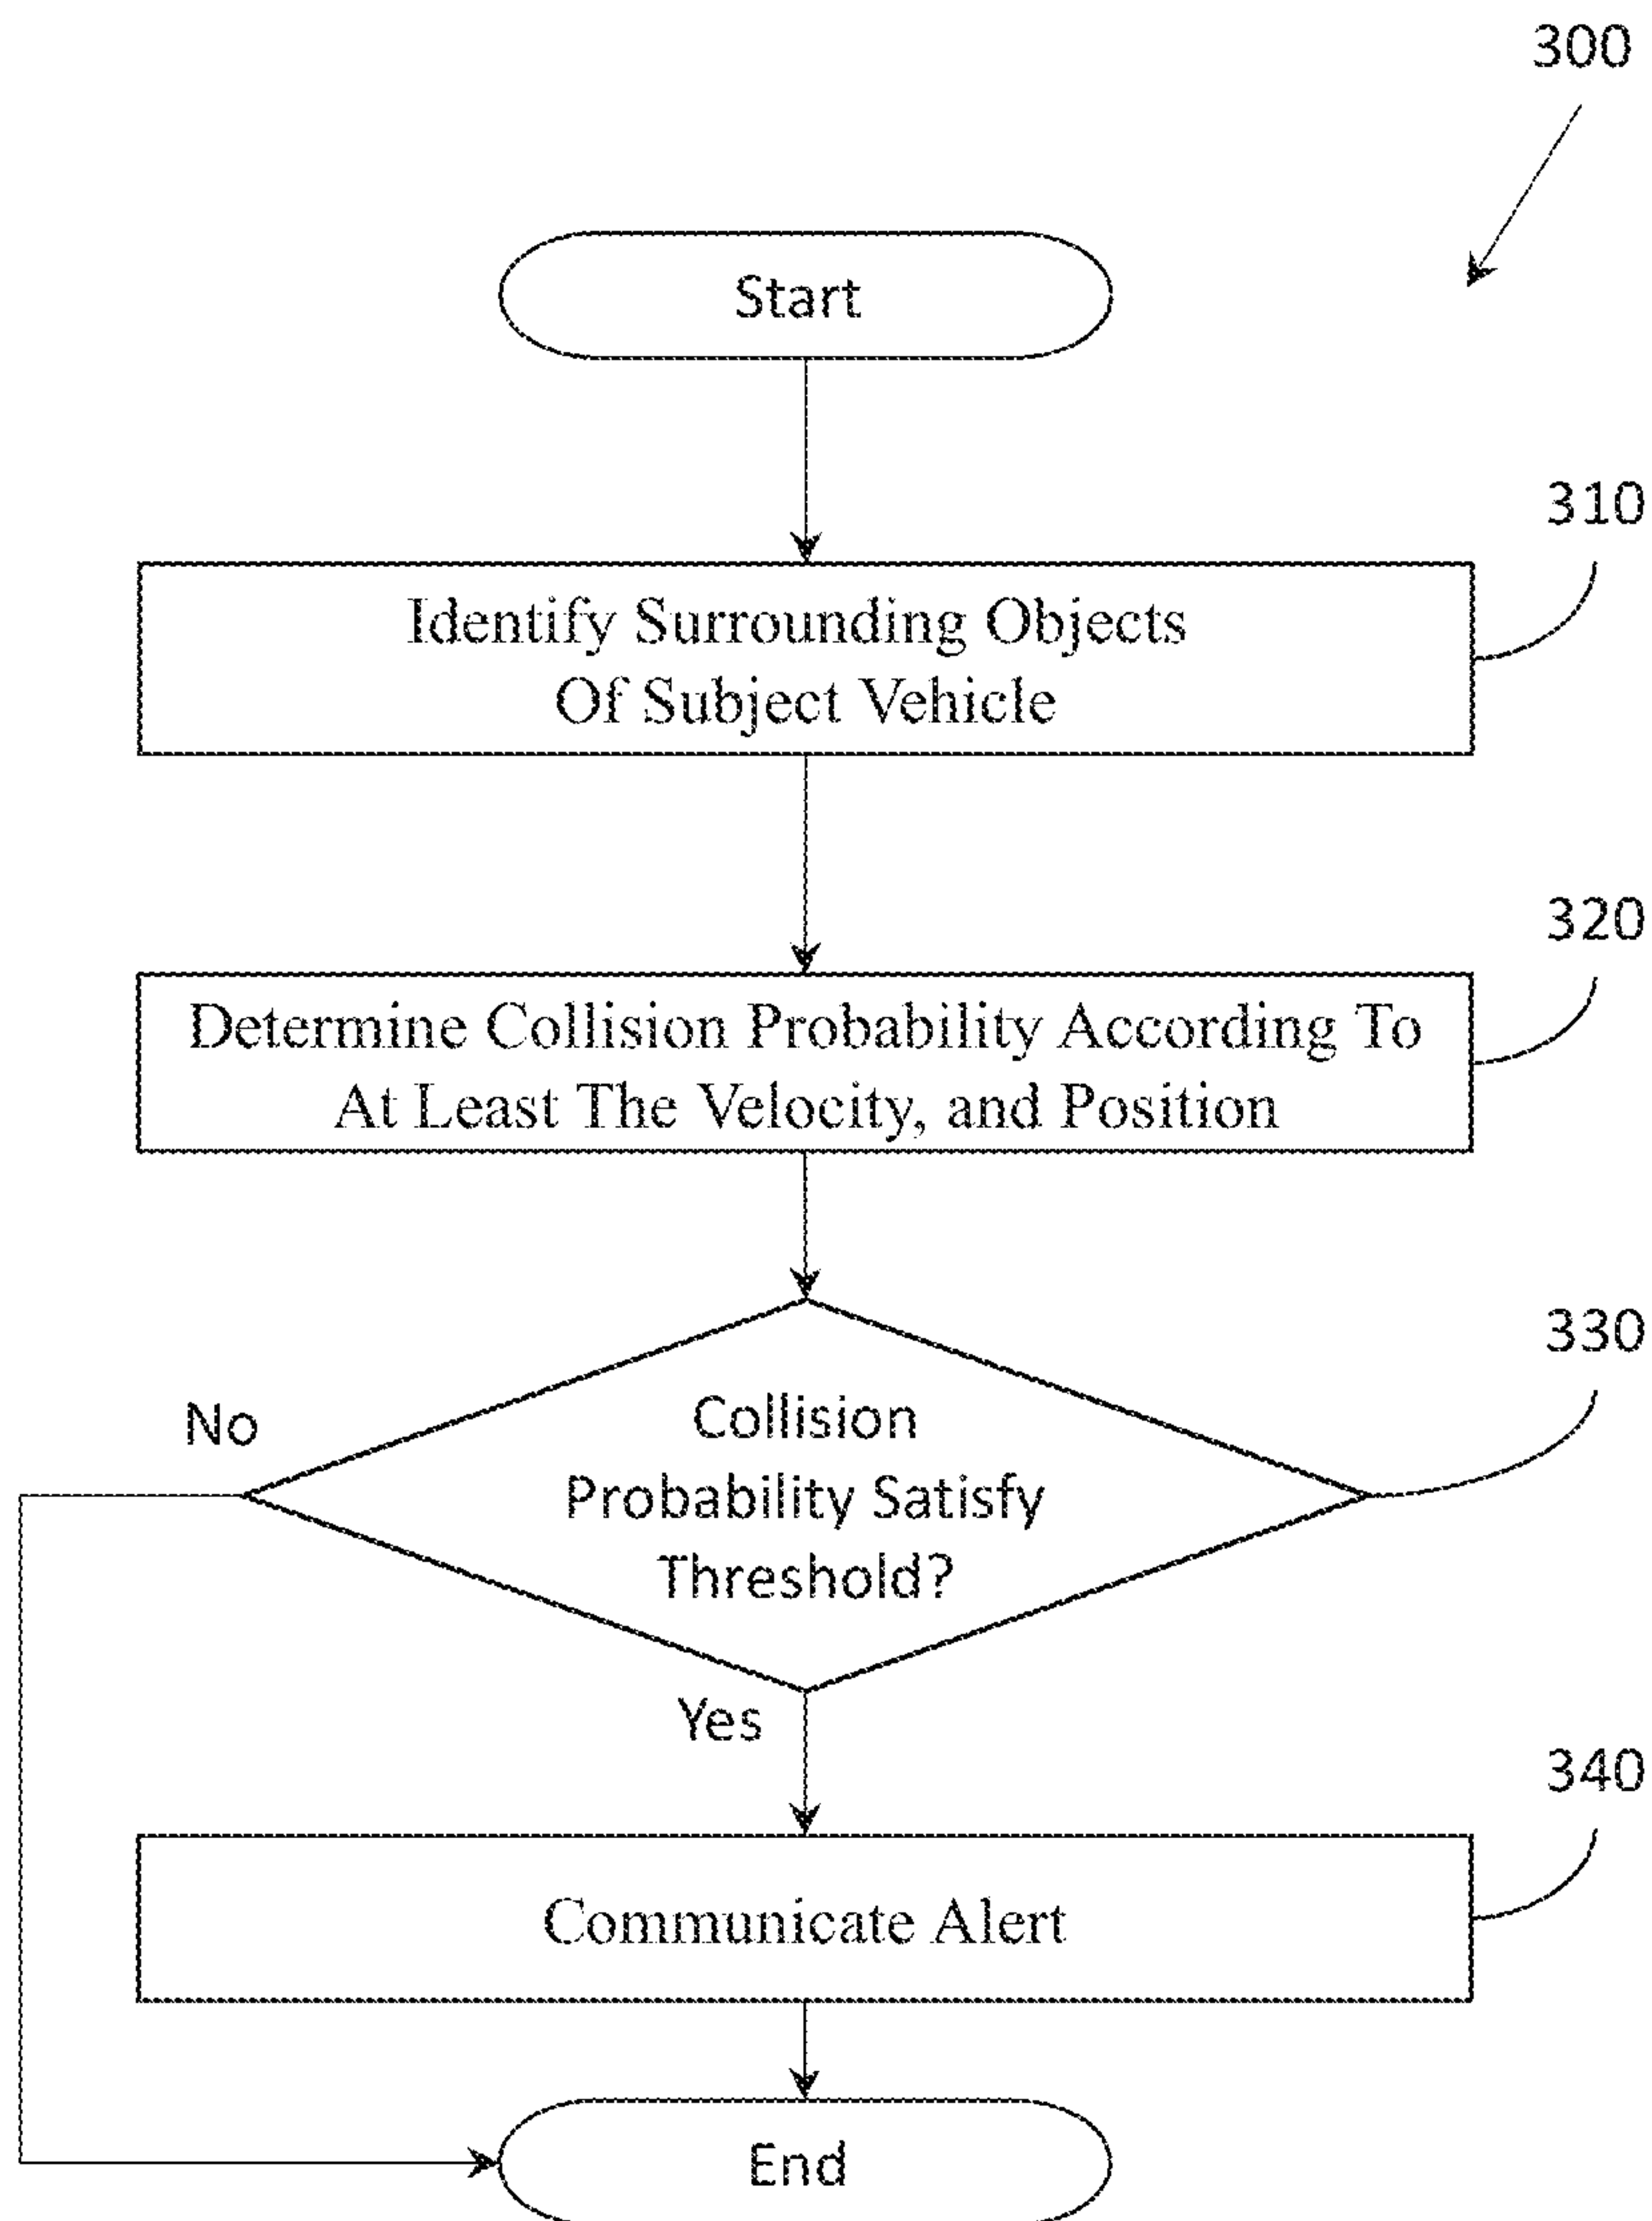 300
Start
310
Identify Surrounding Objects
Of Subject Vehicle
320
Determine Collision Probability According To
At Least The Velocity, and Position
330
No
Collision
Probability Satisfy
Threshold?
Yes
340
Communicate Alert
End